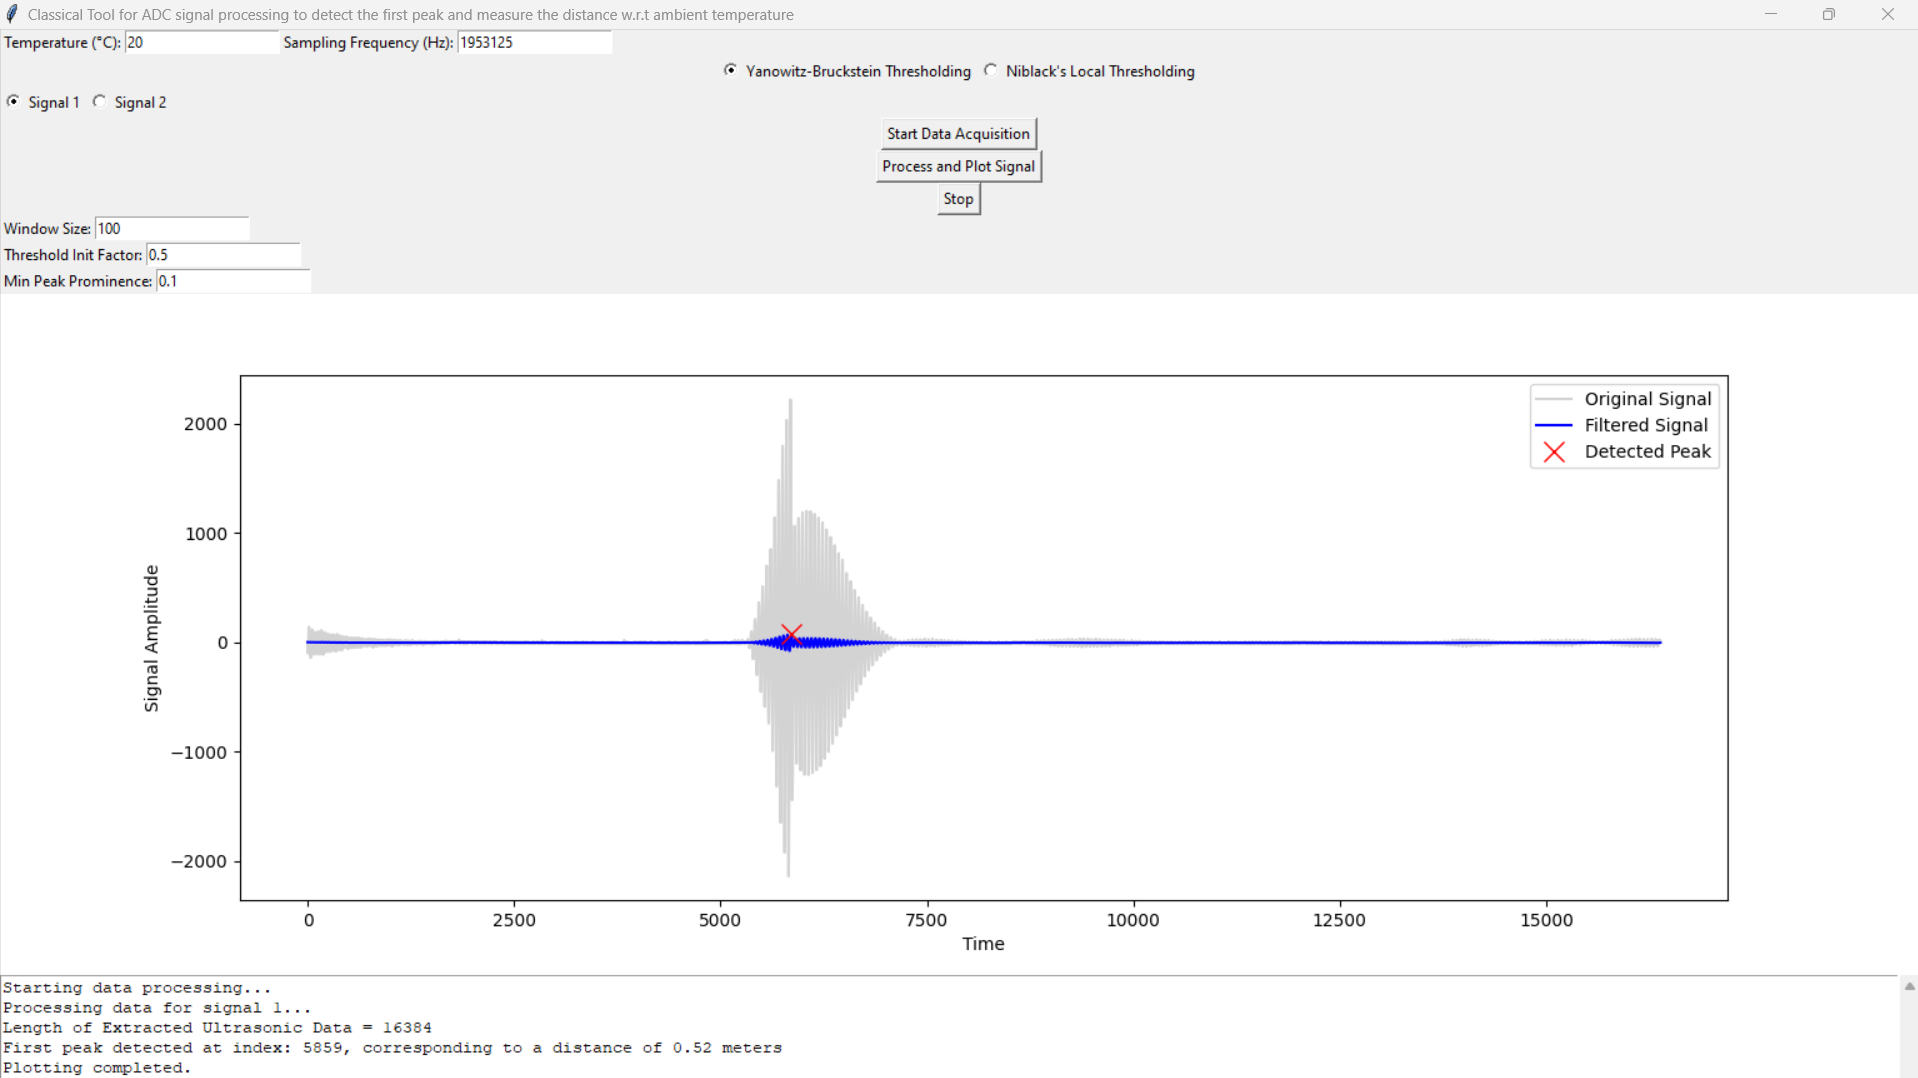 Classical Tool for ADC signal processing to detect the first peak and measure the distance w.r.t ambient temperature
Temperature (°C): 20 Sampling Frequency (Hz): 1953125
Yanowitz-Bruckstein Thresholding Niblack's Local Thresholding
Signal 1 Signal 2
Start Data Acquisition
Process and Plot Signal
Stop
Window Size: 100
Threshold Init Factor: 0.5
Min Peak Prominence: 0.1
Original Signal
Filtered Signal
Detected Peak
2000
1000
0
−1000
−2000
Signal Amplitude
0 2500 5000 7500 10000 12500 15000
Time
Starting data processing...
Processing data for signal 1...
Length of Extracted Ultrasonic Data = 16384
First peak detected at index: 5859, corresponding to a distance of 0.52 meters
Plotting completed.